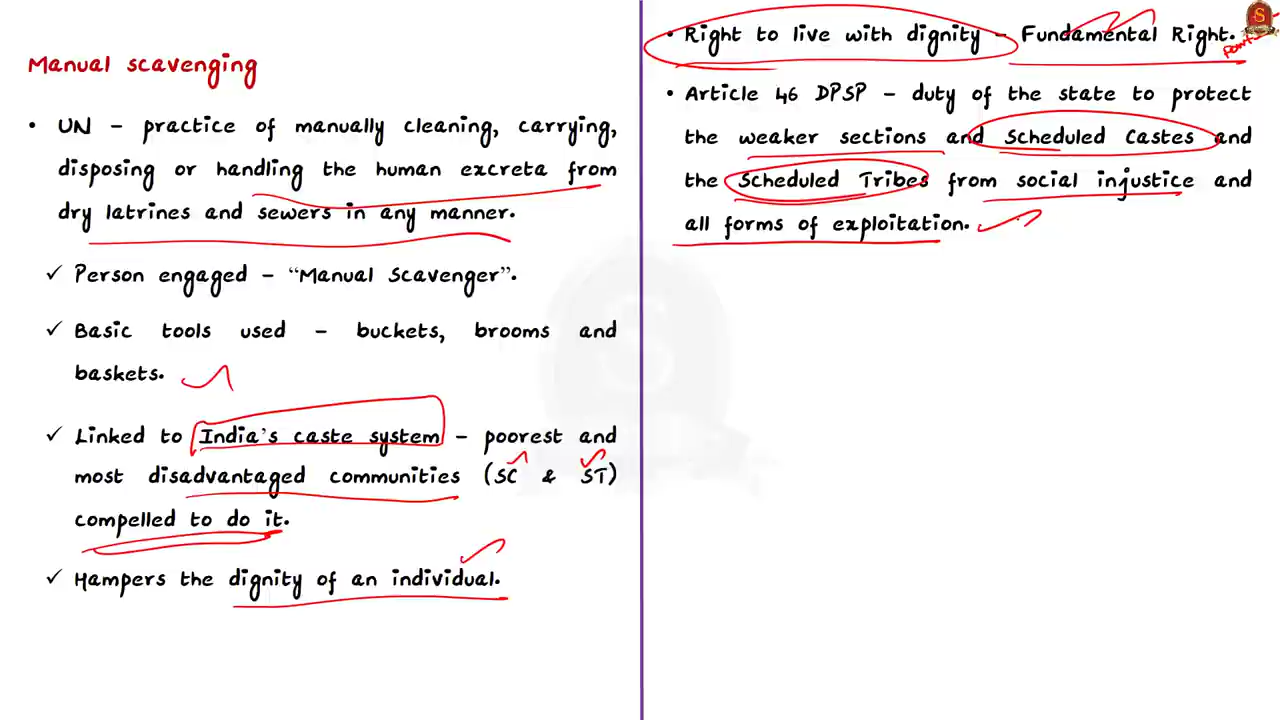 Manual scavenging
• UN – practice of manually cleaning, carrying,
disposing or handling the human excreta from
dry latrines and sewers in any manner.
✓ Person engaged – “Manual Scavenger”.
✓ Basic tools used – buckets, brooms and
baskets.
✓ Linked to India's caste system – poorest and
most disadvantaged communities (SC & ST)
compelled to do it.
✓ Hampers the dignity of an individual.
• Right to live with dignity – Fundamental Right.
• Article 46 DPSP – duty of the state to protect
the weaker sections and Scheduled Castes and
the Scheduled Tribes from social injustice and
all forms of exploitation.